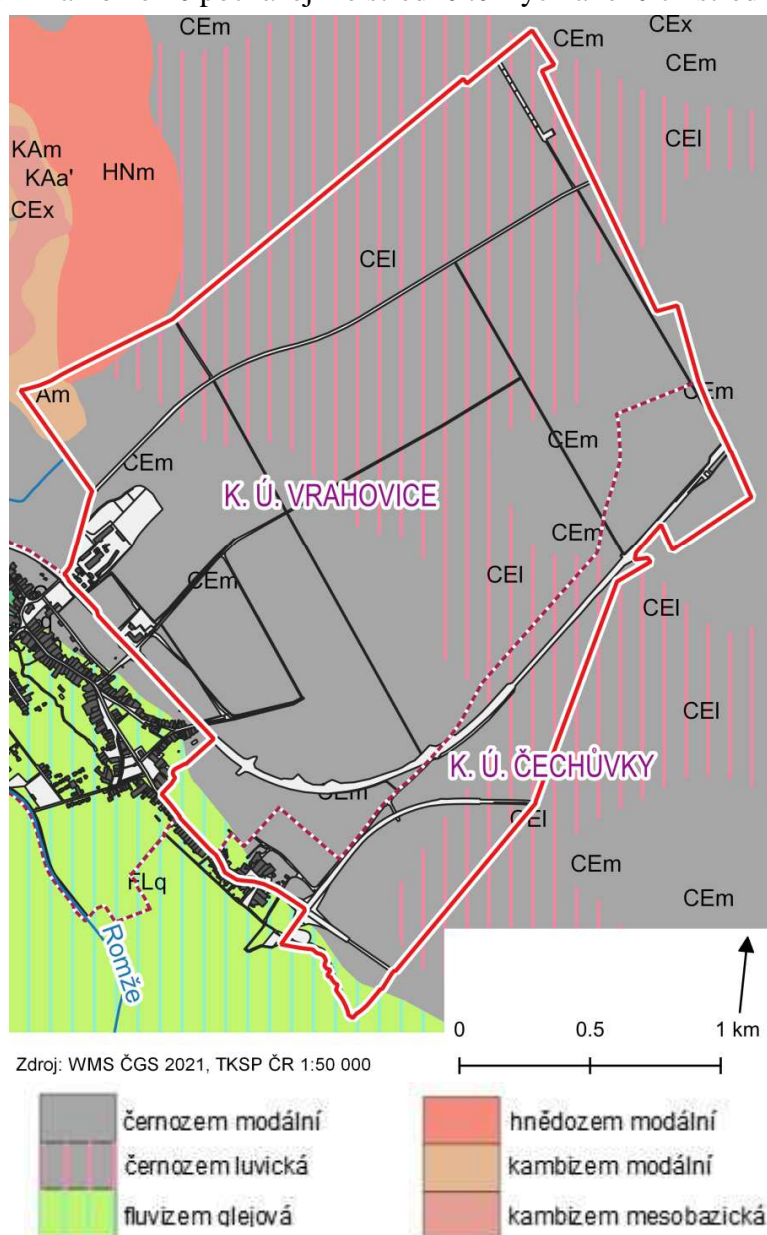 CEm
CEx
CEm
CEm
CEl
KAm
KAa'
HNm
CEx
CEl
Am
CEm
CEm
CEm
K. Ú. VRAHOVICE
CEm
CEm
CEl
CEl
CEl
K. Ú. ČECHŮVKY
CEm
CEl
CEm
FLq
CEm
Romže
0 0.5 1 km
Zdroj: WMS ČGS 2021, TKSP ČR 1:50 000
černozem modální
hnědozem modální
černozem luvická
kambizem modální
fluvizem glejová
kambizem mesobazická